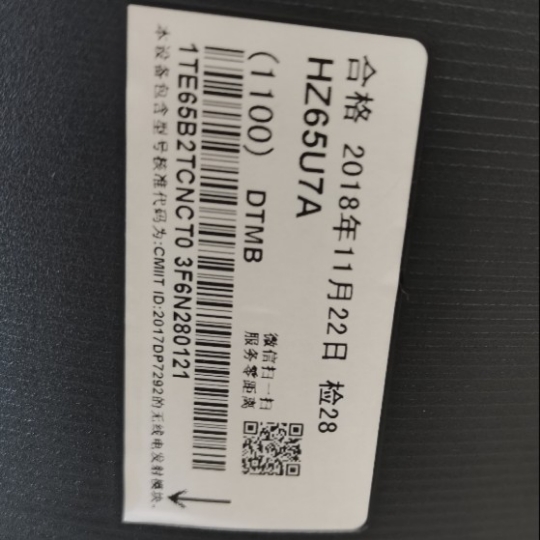 合格 2018年11月22日 检28
HZ65U7A
(1100) DTMB
微信扫一扫
服务零距离
1TE65B2TCNCT0 3F6N280121
本设备包含型号核准代码为:CMIIT ID:2017DP7292的无线电发射模块。